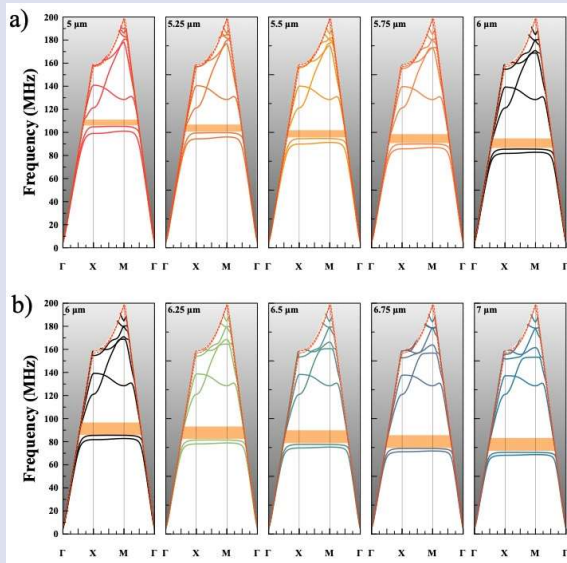 a)
5 μm
5.25 μm
5.5 μm
5.75 μm
6 μm
Frequency (MHz)
200
180
160
140
120
100
80
60
40
20
0
Γ X M Γ
Γ X M Γ
Γ X M Γ
Γ X M Γ
Γ X M Γ
b)
6 μm
6.25 μm
6.5 μm
6.75 μm
7 μm
Frequency (MHz)
200
180
160
140
120
100
80
60
40
20
0
Γ X M Γ
Γ X M Γ
Γ X M Γ
Γ X M Γ
Γ X M Γ